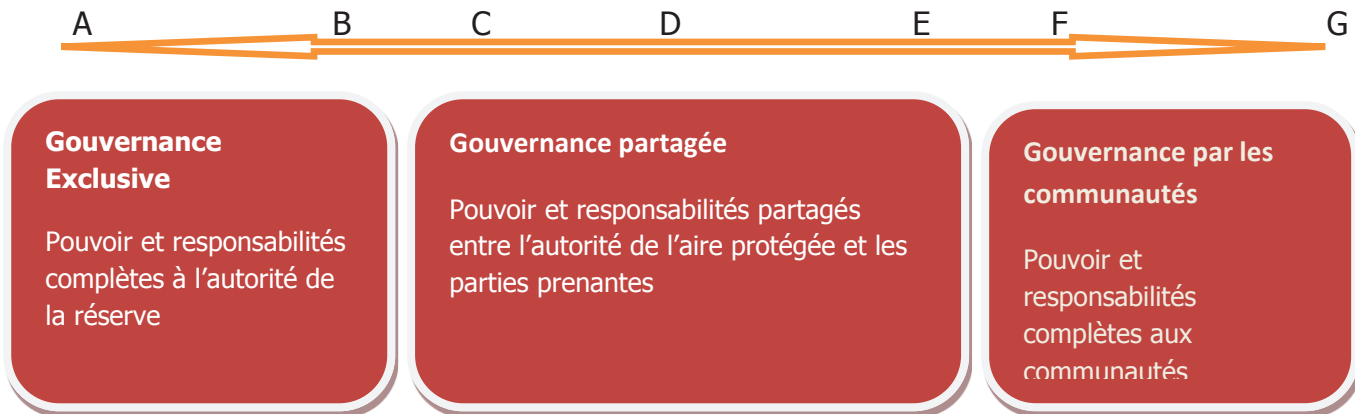 A B C D E F G
Gouvernance
Exclusive
Pouvoir et responsabilités
complètes à l’autorité de
la réserve
Gouvernance partagée
Pouvoir et responsabilités partagés
entre l’autorité de l’aire protégée et les
parties prenantes
Gouvernance par les
communautés
Pouvoir et
responsabilités
complètes aux
communautés